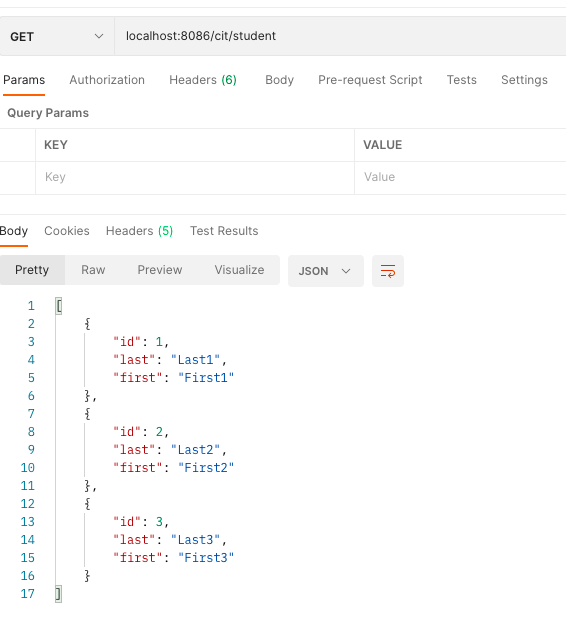 GET localhost:8086/cit/student
Params Authorization Headers (6) Body Pre-request Script Tests Settings
Query Params
KEY VALUE
Key Value
Body Cookies Headers (5) Test Results
Pretty Raw Preview Visualize JSON
1 [
2 {
3 "id": 1,
4 "last": "Last1",
5 "first": "First1"
6 },
7 {
8 "id": 2,
9 "last": "Last2",
10 "first": "First2"
11 },
12 {
13 "id": 3,
14 "last": "Last3",
15 "first": "First3"
16 }
17 ]